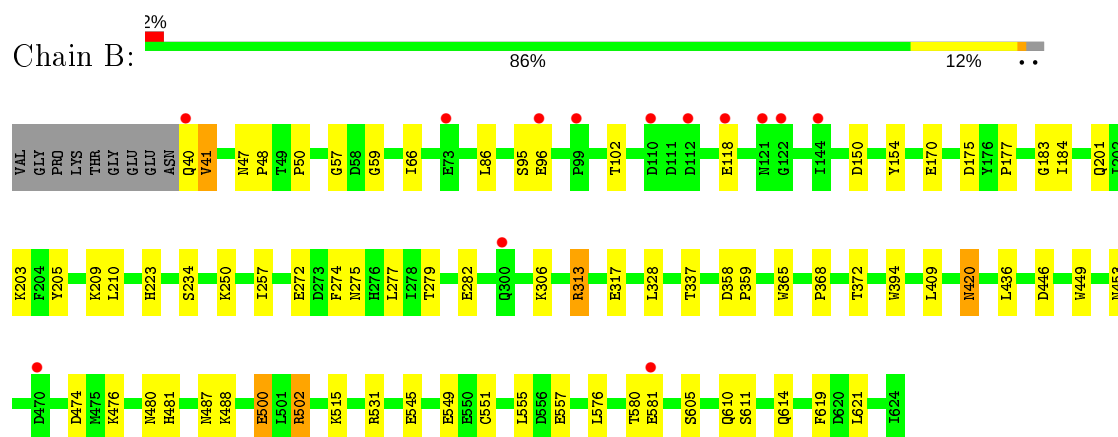 2%
Chain B:
86% 12% • •
VAL GLY PRO LYS THR GLY GLU GLU ASN Q40 V41 N47 P48 T49 P50 G57 D58 G59 I66 E73 L86 S95 E96 P99 T102 D110 D111 D112 E118 N121 G122 I144 D150 Y154 E170 D175 Y176 P177 G183 I184 Q201
K203 F204 Y205 K209 L210 H223 S234 K250 I257 E272 D273 F274 N275 H276 L277 I278 T279 E282 Q300 K306 R313 E317 L328 T337 D358 P359 W365 P368 T372 W394 L409 N420 L436 D446 W449
D470 D474 M475 K476 N480 H481 N487 K488 E500 L501 R502 K515 R531 E545 E549 E550 C551 L555 D556 E557 L576 T580 E581 S605 Q610 S611 Q614 F619 D620 L621 I624